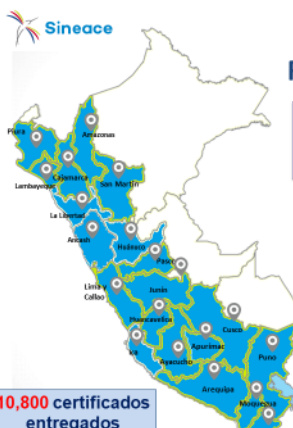 Sineace
Piura
Amazonas
Cajamarca
Lambayeque
San Martín
La Libertad
Ancash
Huánuco
Pasco
Lima y
Callao
Junín
Huancavelica
Cusco
Ica
Apurímac
Ayacucho
Puno
Arequipa
Moquegua
10,800 certificados
entregados